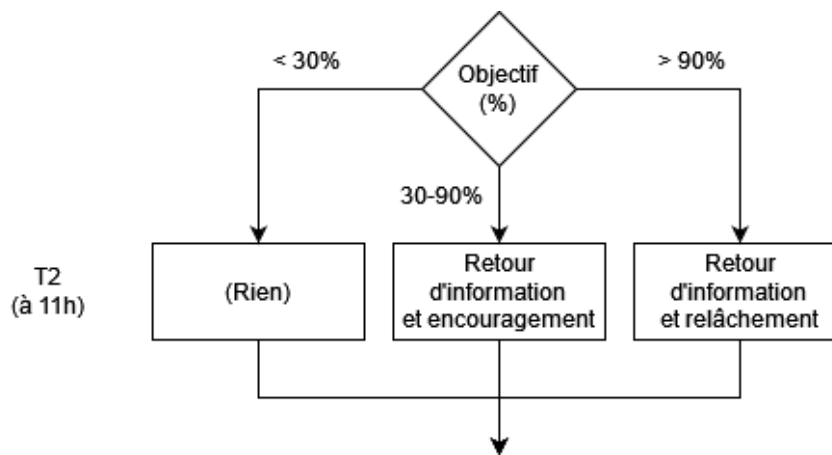 < 30%
Objectif
(%)
> 90%
30-90%
T2
(à 11h)
(Rien)
Retour
d'information
et encouragement
Retour
d'information
et relâchement